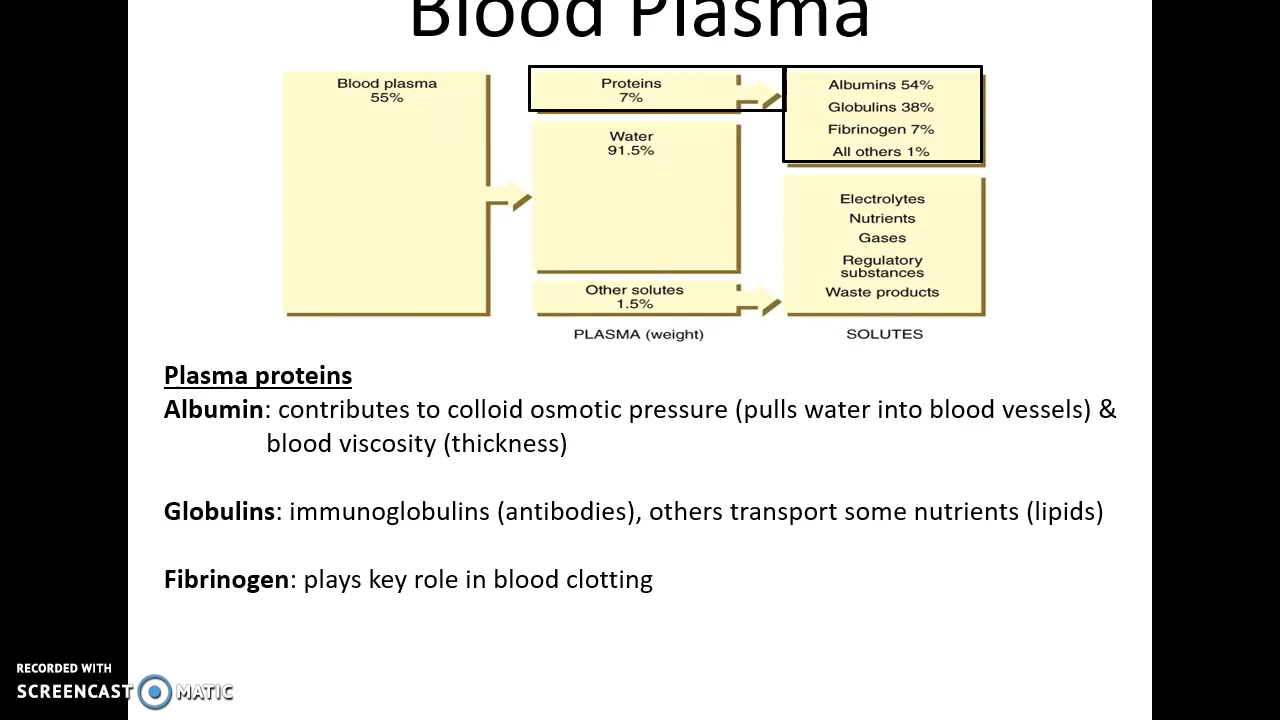 Blood Plasma
Blood plasma
55%
Proteins
7%
Water
91.5%
Other solutes
1.5%
PLASMA (weight)
Albumins 54%
Globulins 38%
Fibrinogen 7%
All others 1%
Electrolytes
Nutrients
Gases
Regulatory
substances
Waste products
SOLUTES
Plasma proteins
Albumin: contributes to colloid osmotic pressure (pulls water into blood vessels) &
blood viscosity (thickness)
Globulins: immunoglobulins (antibodies), others transport some nutrients (lipids)
Fibrinogen: plays key role in blood clotting
RECORDED WITH
SCREENCAST MATIC